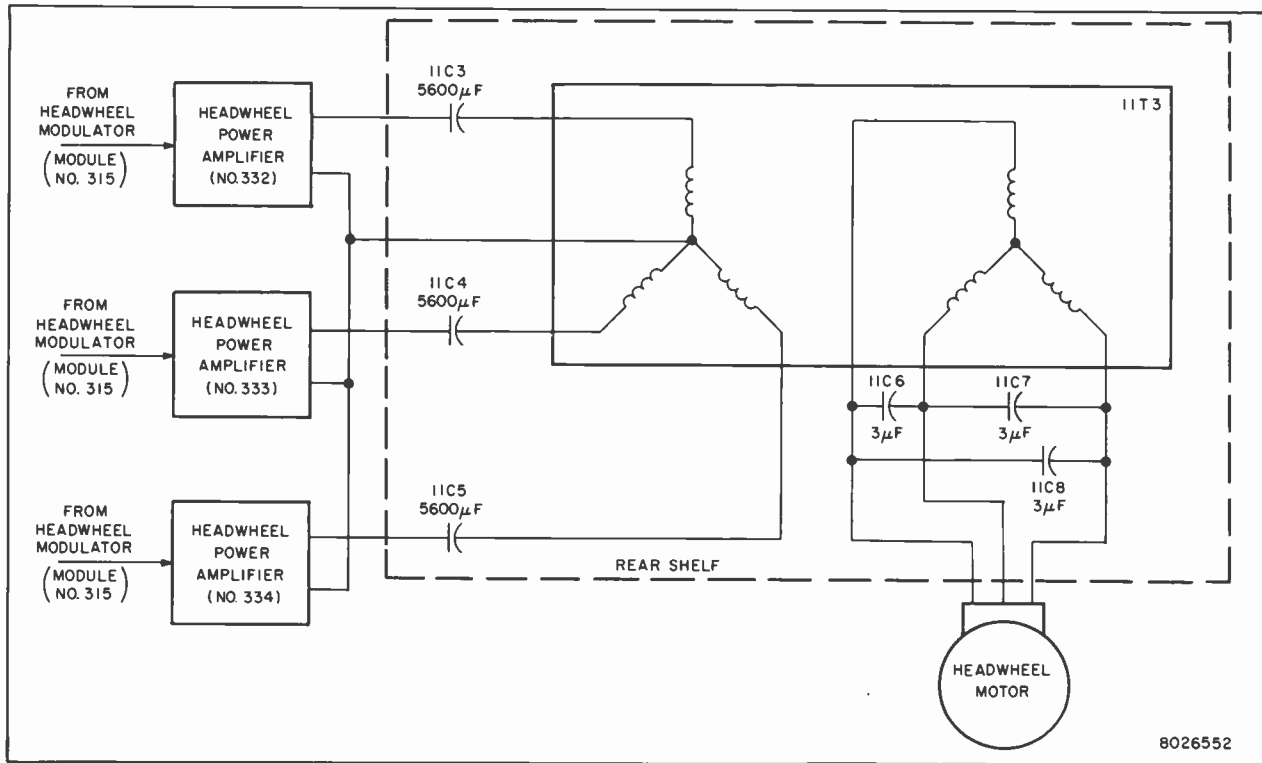 11C3
5600µF
11T3
FROM
HEADWHEEL
MODULATOR
(MODULE
NO. 315)
HEADWHEEL
POWER
AMPLIFIER
(NO.332)
11C4
5600µF
FROM
HEADWHEEL
MODULATOR
(MODULE
NO. 315)
HEADWHEEL
POWER
AMPLIFIER
(NO.333)
11C6
3µF
11C7
3µF
11C8
3µF
11C5
5600µF
FROM
HEADWHEEL
MODULATOR
(MODULE
NO. 315)
HEADWHEEL
POWER
AMPLIFIER
(NO. 334)
REAR SHELF
HEADWHEEL
MOTOR
8026552